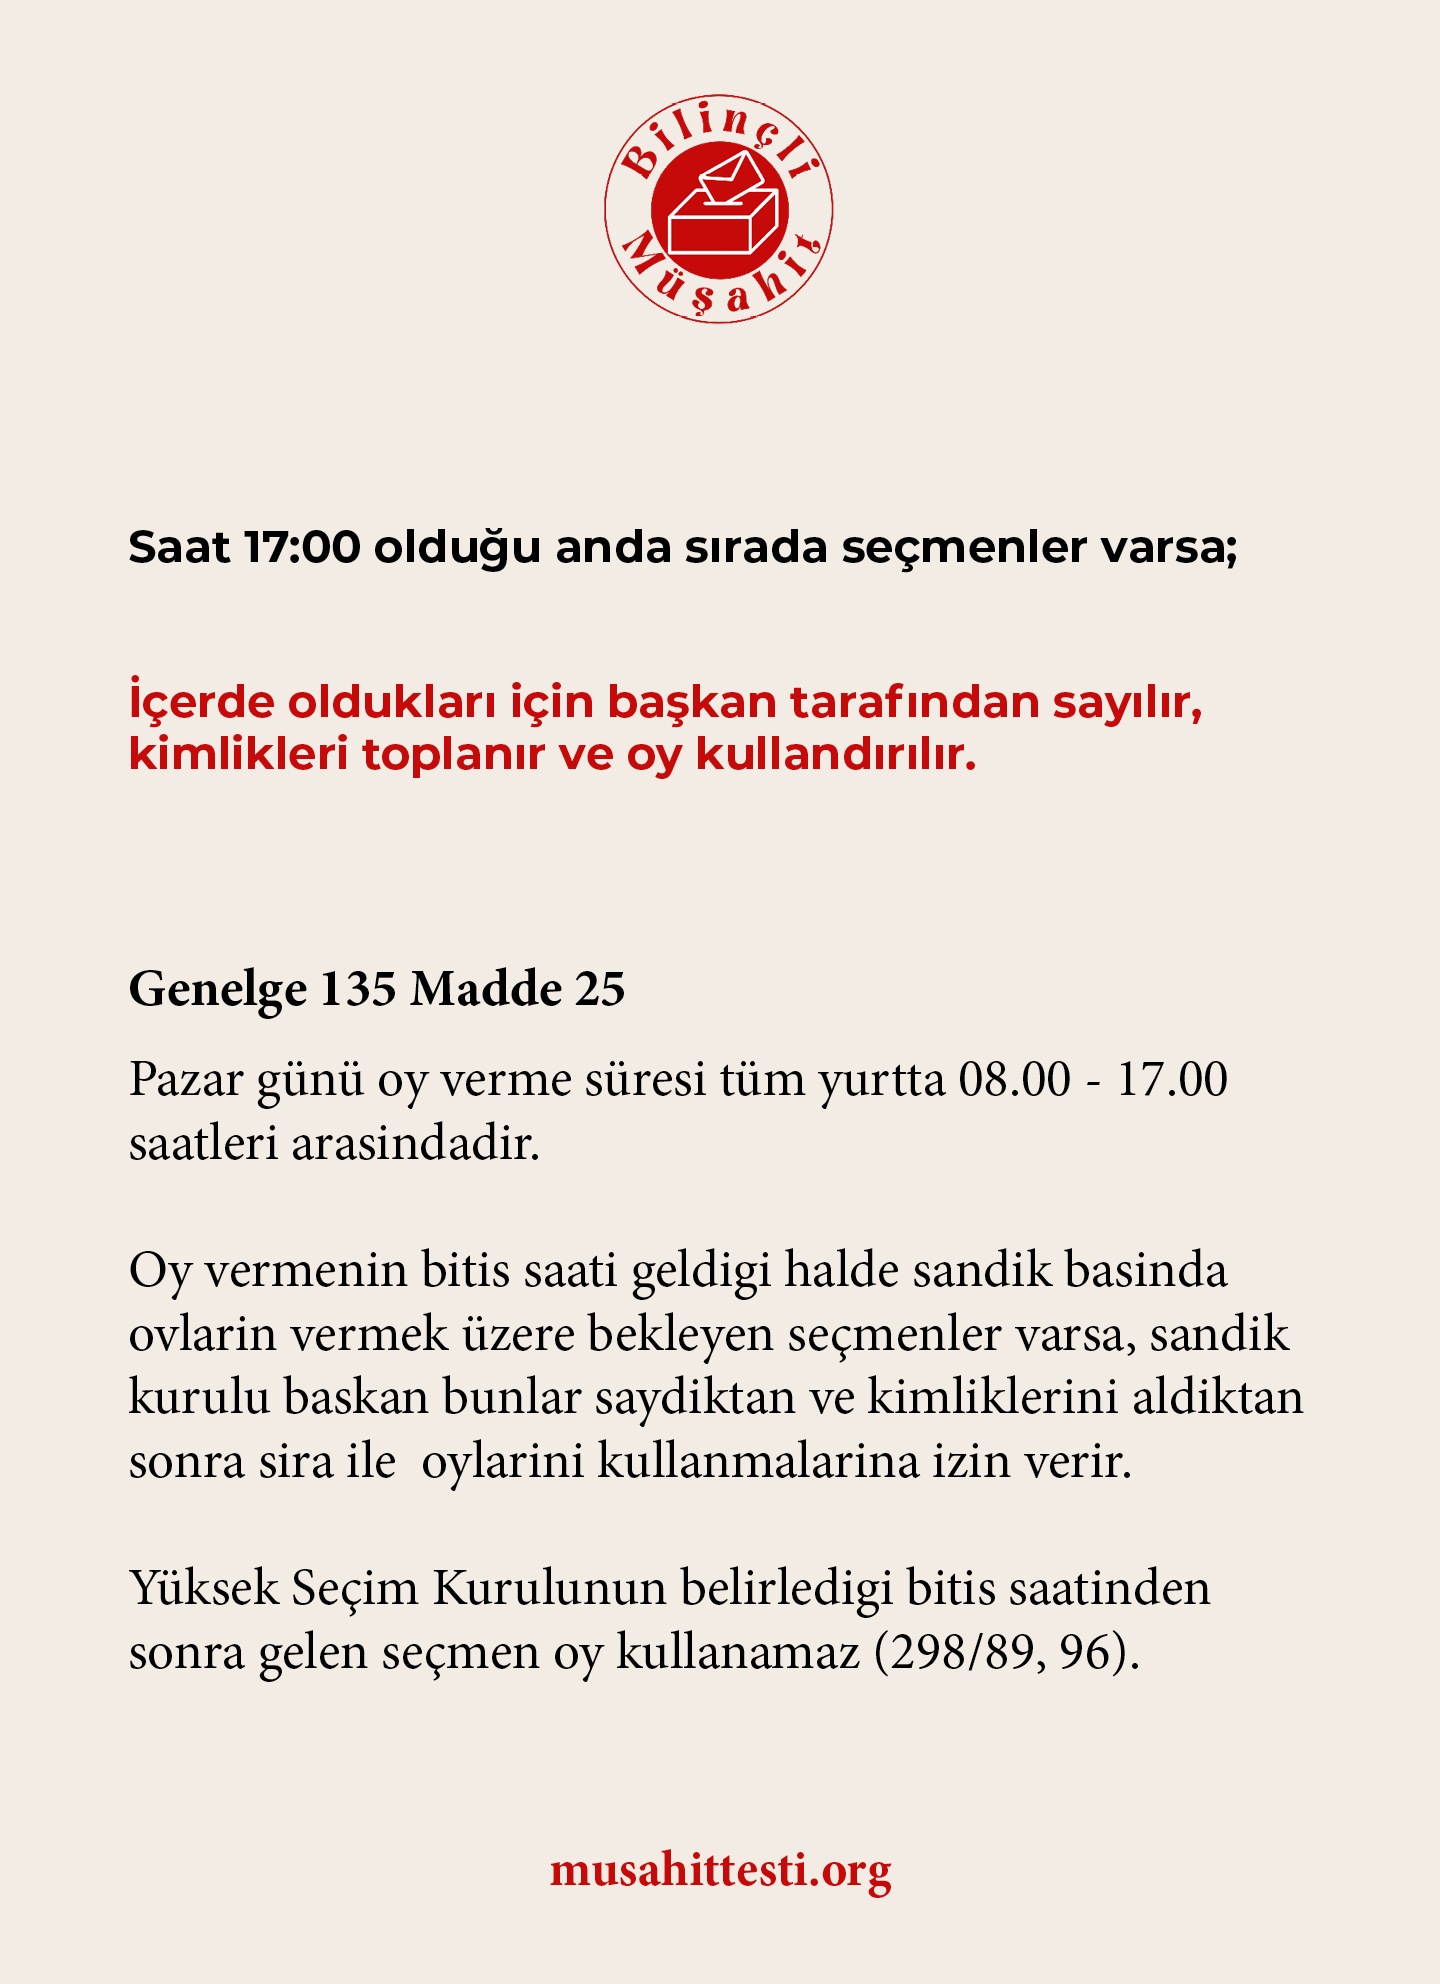 Bilinçli
Müşahit
Saat 17:00 olduğu anda sırada seçmenler varsa;
İçerde oldukları için başkan tarafından sayılır,
kimlikleri toplanır ve oy kullandırılır.
Genelge 135 Madde 25
Pazar günü oy verme süresi tüm yurtta 08.00 - 17.00
saatleri arasindadir.
Oy vermenin bitis saati geldigi halde sandik basinda
ovlarin vermek üzere bekleyen seçmenler varsa, sandik
kurulu baskan bunlar saydiktan ve kimliklerini aldiktan
sonra sira ile  oylarini kullanmalarina izin verir.
Yüksek Seçim Kurulunun belirledigi bitis saatinden
sonra gelen seçmen oy kullanamaz (298/89, 96).
musahittesti.org